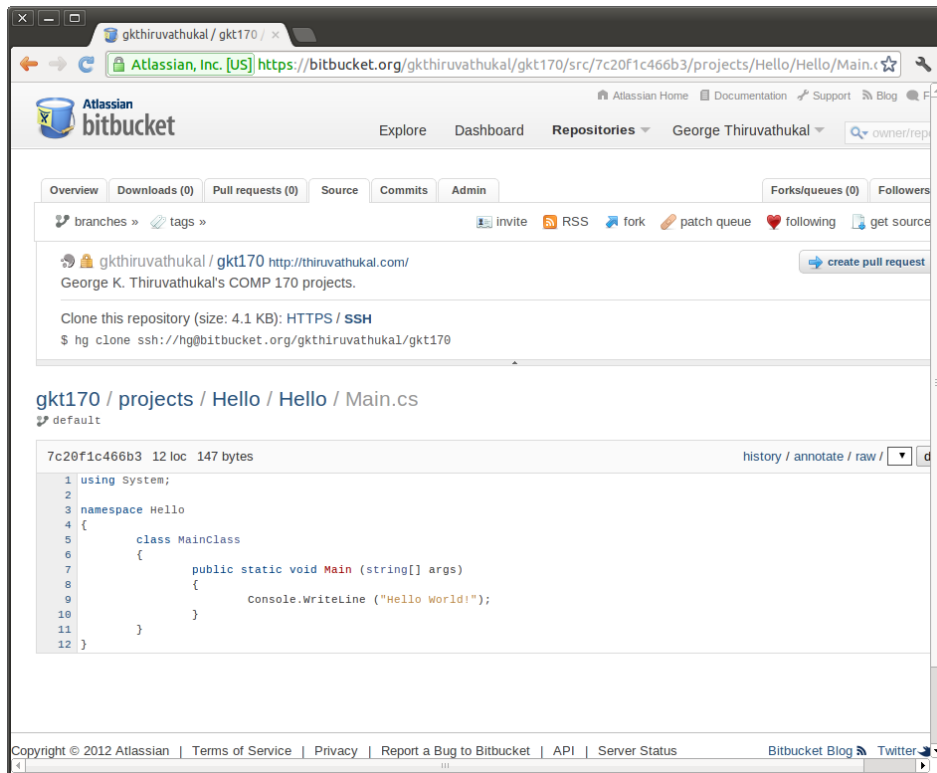 gkthiruvathukal / gkt170 /
Atlassian, Inc. [US] https://bitbucket.org/gkthiruvathukal/gkt170/src/7c20f1c466b3/projects/Hello/Hello/Main.c
Atlassian Home Documentation Support Blog F
Atlassian
bitbucket
Explore Dashboard Repositories George Thiruvathukal owner/repo
Overview Downloads (0) Pull requests (0) Source Commits Admin Forks/queues (0) Followers
branches » tags » invite RSS fork patch queue following get source
gkthiruvathukal / gkt170 http://thiruvathukal.com/ create pull request
George K. Thiruvathukal's COMP 170 projects.
Clone this repository (size: 4.1 KB): HTTPS / SSH
$ hg clone ssh://hg@bitbucket.org/gkthiruvathukal/gkt170
gkt170 / projects / Hello / Hello / Main.cs
default
7c20f1c466b3 12 loc 147 bytes history / annotate / raw / d
1 using System;
2
3 namespace Hello
4 {
5 class MainClass
6 {
7 public static void Main (string[] args)
8 {
9 Console.WriteLine ("Hello World!");
10 }
11 }
12 }
Copyright © 2012 Atlassian | Terms of Service | Privacy | Report a Bug to Bitbucket | API | Server Status Bitbucket Blog Twitter